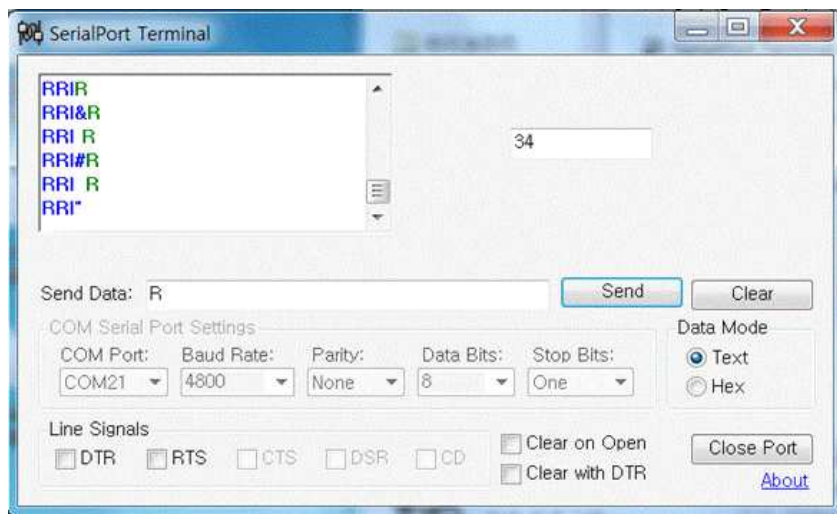 SerialPort Terminal
RRIR
RRI&R
RRI R
RRI#R
RRI R
RRI"
34
Send Data: R Send Clear
COM Serial Port Settings Data Mode
COM Port: Baud Rate: Parity: Data Bits: Stop Bits: Text
COM21 4800 None 8 One Hex
Line Signals
DTR RTS CTS DSR CD
Clear on Open
Clear with DTR
Close Port
About